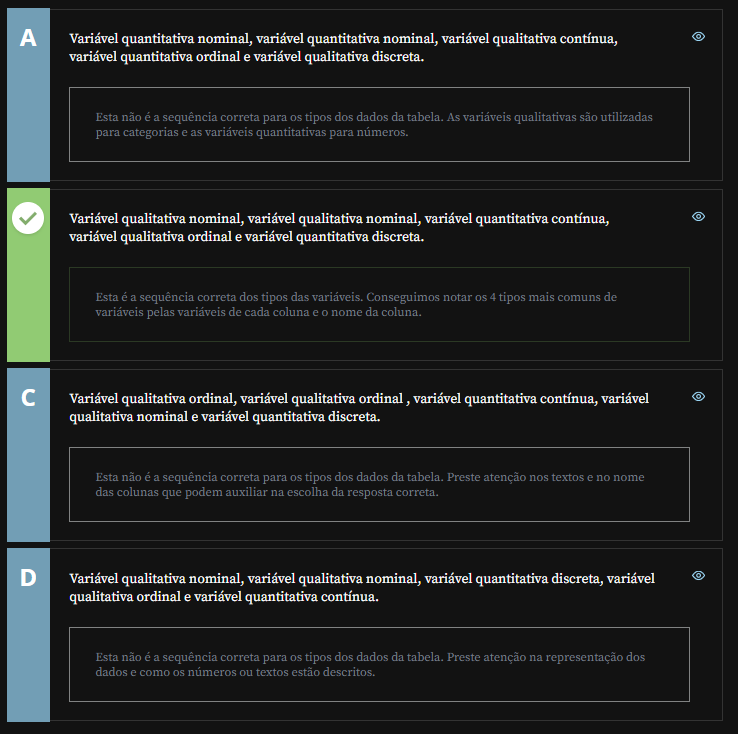 A
Variável quantitativa nominal, variável quantitativa nominal, variável qualitativa contínua,
variável quantitativa ordinal e variável qualitativa discreta.
Esta não é a sequência correta para os tipos dos dados da tabela. As variáveis qualitativas são utilizadas
para categorias e as variáveis quantitativas para números.
Variável qualitativa nominal, variável qualitativa nominal, variável quantitativa contínua,
variável qualitativa ordinal e variável quantitativa discreta.
Esta é a sequência correta dos tipos das variáveis. Conseguimos notar os 4 tipos mais comuns de
variáveis pelas variáveis de cada coluna e o nome da coluna.
C
Variável qualitativa ordinal, variável qualitativa ordinal , variável quantitativa contínua, variável
qualitativa nominal e variável quantitativa discreta.
Esta não é a sequência correta para os tipos dos dados da tabela. Preste atenção nos textos e no nome
das colunas que podem auxiliar na escolha da resposta correta.
D
Variável qualitativa nominal, variável qualitativa nominal, variável quantitativa discreta, variável
qualitativa ordinal e variável quantitativa contínua.
Esta não é a sequência correta para os tipos dos dados da tabela. Preste atenção na representação dos
dados e como os números ou textos estão descritos.